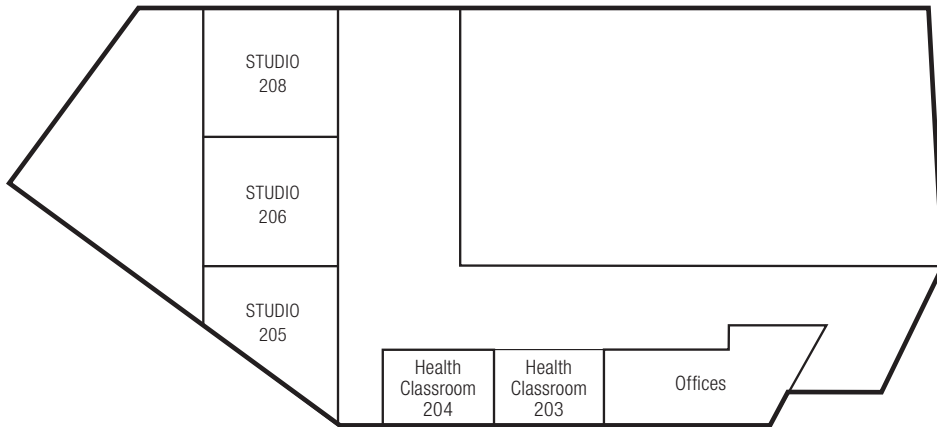 STUDIO
208
STUDIO
206
STUDIO
205
Health
Classroom
204
Health
Classroom
203
Offices